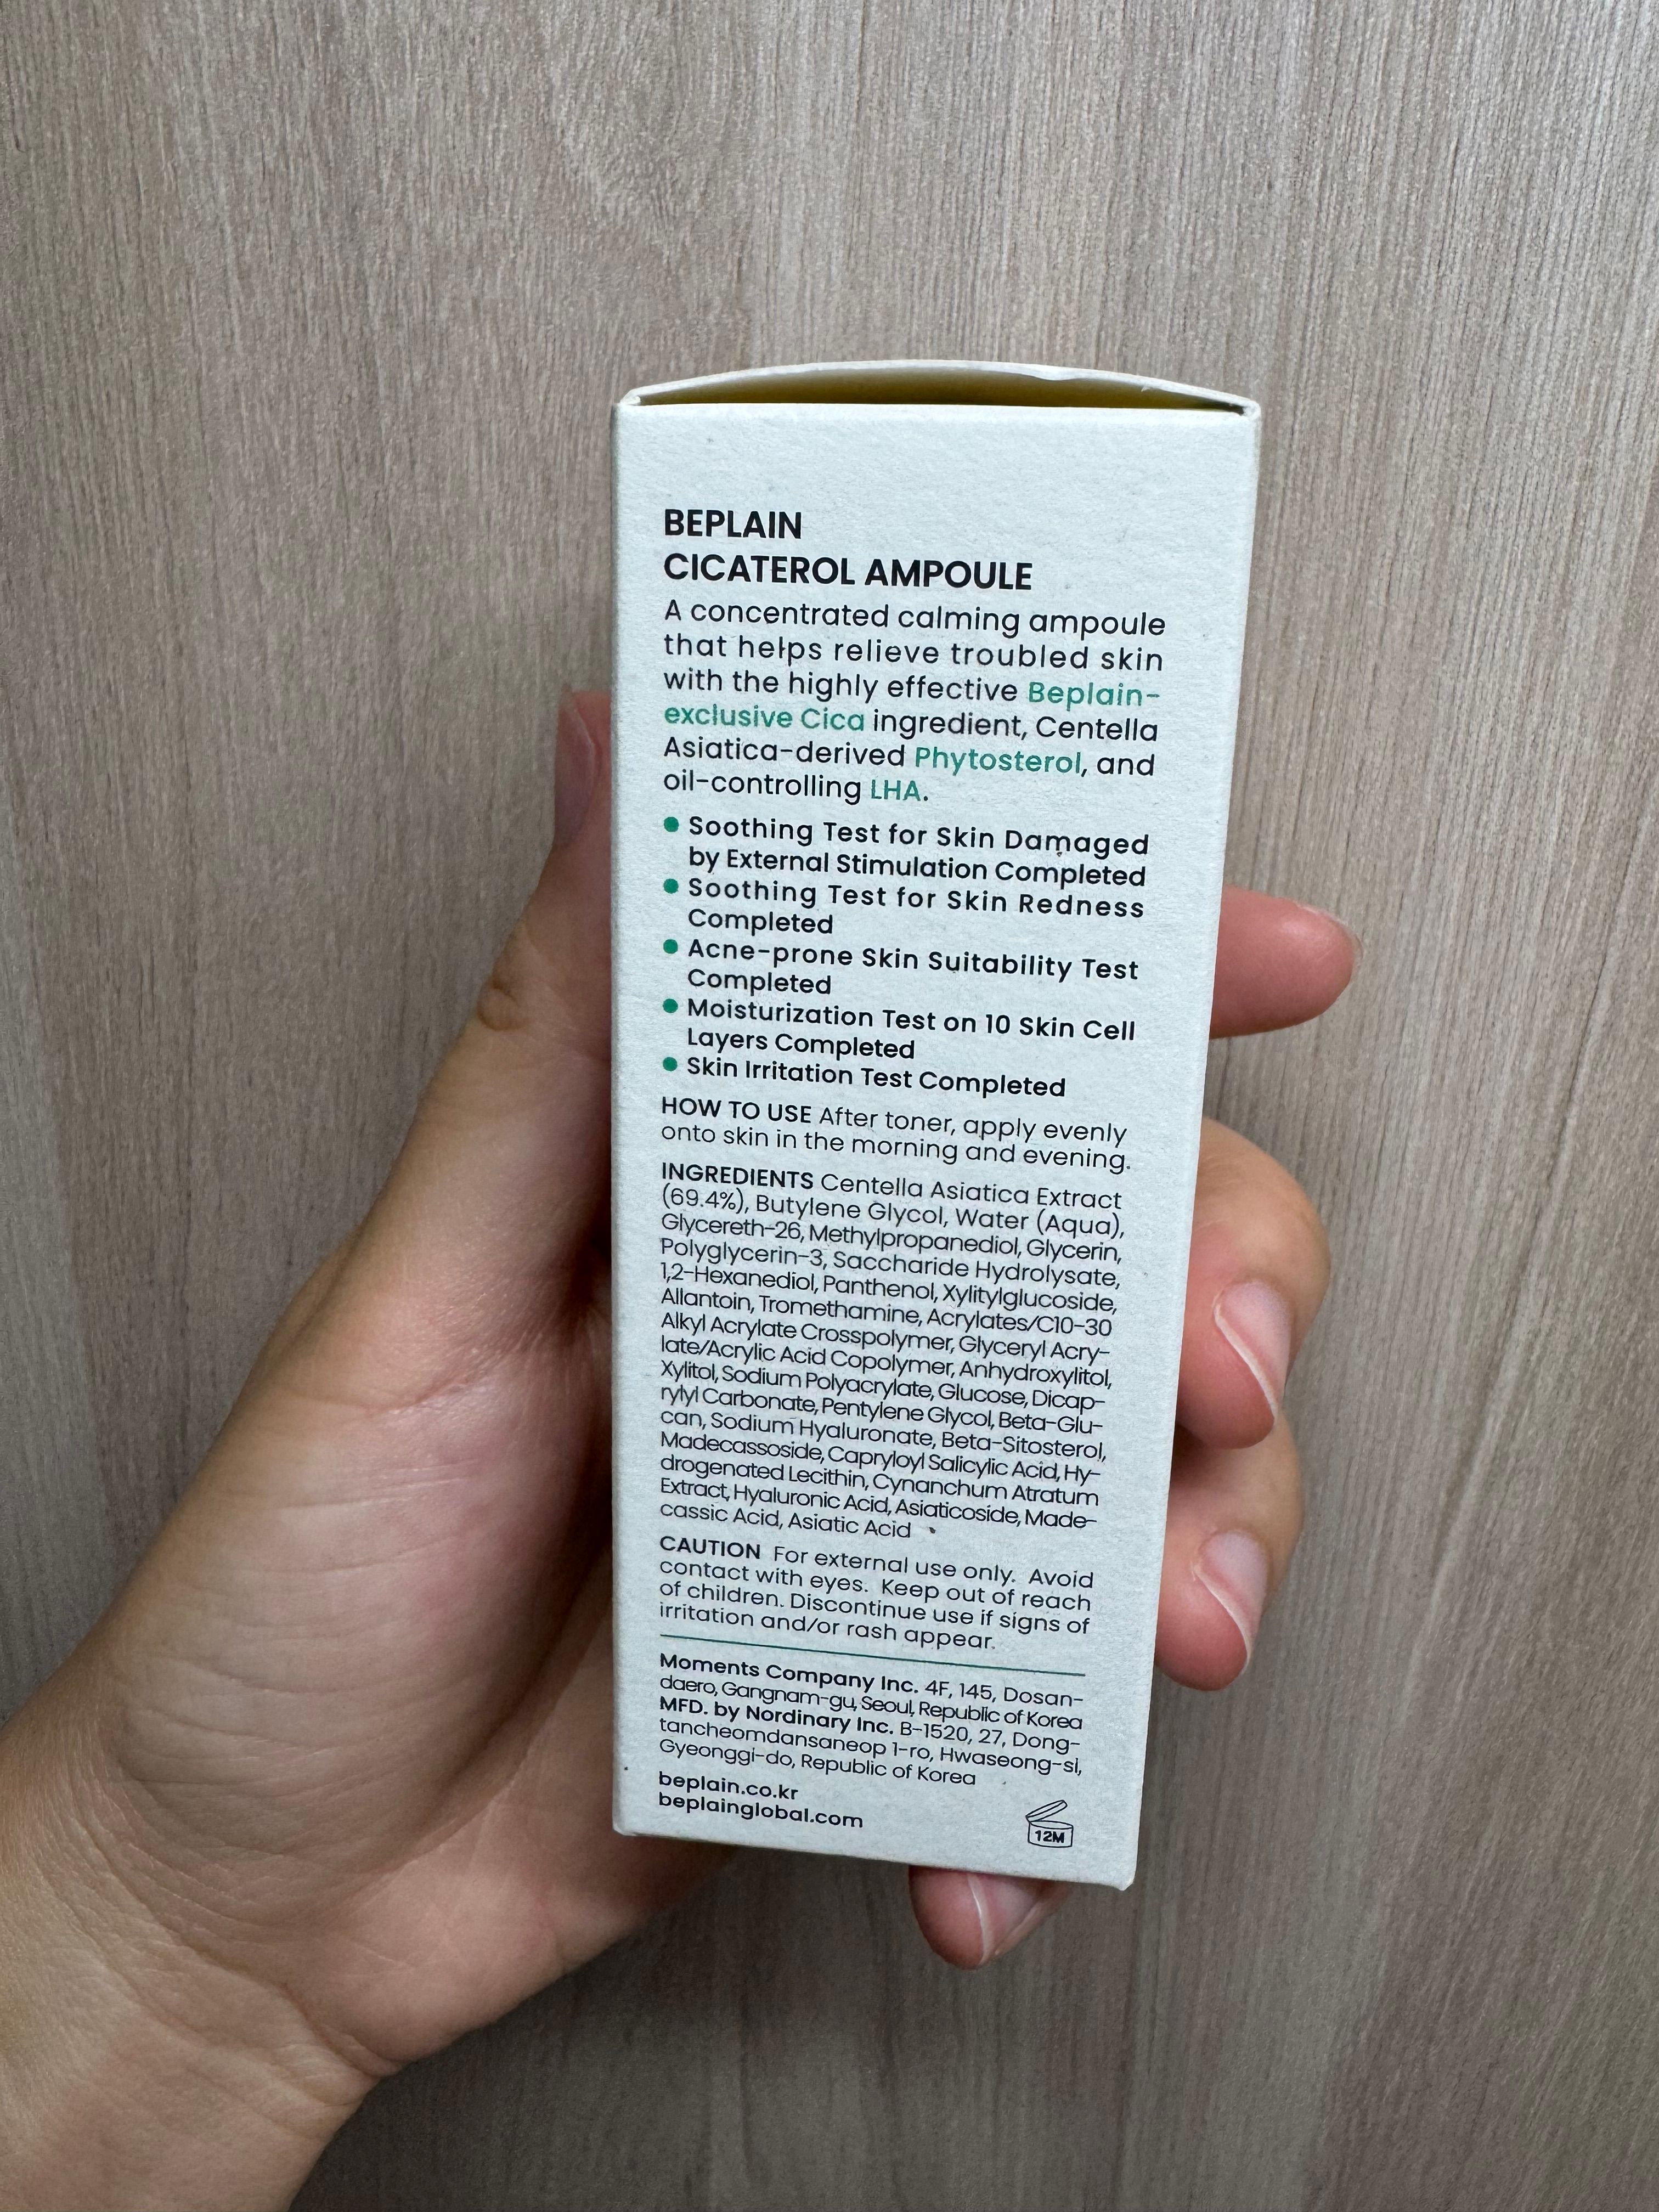 BEPLAIN
CICATEROL AMPOULE
A concentrated calming ampoule
that helps relieve troubled skin
with the highly effective Beplain-
exclusive Cica ingredient, Centella
Asiatica-derived Phytosterol, and
oil-controlling LHA.
● Soothing Test for Skin Damaged
by External Stimulation Completed
● Soothing Test for Skin Redness
Completed
● Acne-prone Skin Suitability Test
Completed
● Moisturization Test on 10 Skin Cell
Layers Completed
● Skin Irritation Test Completed
HOW TO USE After toner, apply evenly
onto skin in the morning and evening.
INGREDIENTS Centella Asiatica Extract
(69.4%), Butylene Glycol, Water (Aqua),
Glycereth-26, Methylpropanediol, Glycerin,
Polyglycerin-3, Saccharide Hydrolysate,
1,2-Hexanediol, Panthenol, Xylitylglucoside,
Allantoin, Tromethamine, Acrylates/C10-30
Alkyl Acrylate Crosspolymer, Glyceryl Acry-
late/Acrylic Acid Copolymer, Anhydroxylitol,
Xylitol, Sodium Polyacrylate, Glucose, Dicap-
rylyl Carbonate, Pentylene Glycol, Beta-Glu-
can, Sodium Hyaluronate, Beta-Sitosterol,
Madecassoside, Capryloyl Salicylic Acid, Hy-
drogenated Lecithin, Cynanchum Atratum
Extract, Hyaluronic Acid, Asiaticoside, Made-
cassic Acid, Asiatic Acid
CAUTION For external use only. Avoid
contact with eyes. Keep out of reach
of children. Discontinue use if signs of
irritation and/or rash appear.
Moments Company Inc. 4F, 145, Dosan-
daero, Gangnam-gu, Seoul, Republic of Korea
MFD. by Nordinary Inc. B-1520, 27, Dong-
tancheomdansaneop 1-ro, Hwaseong-si,
Gyeonggi-do, Republic of Korea
beplain.co.kr
beplainglobal.com
12M